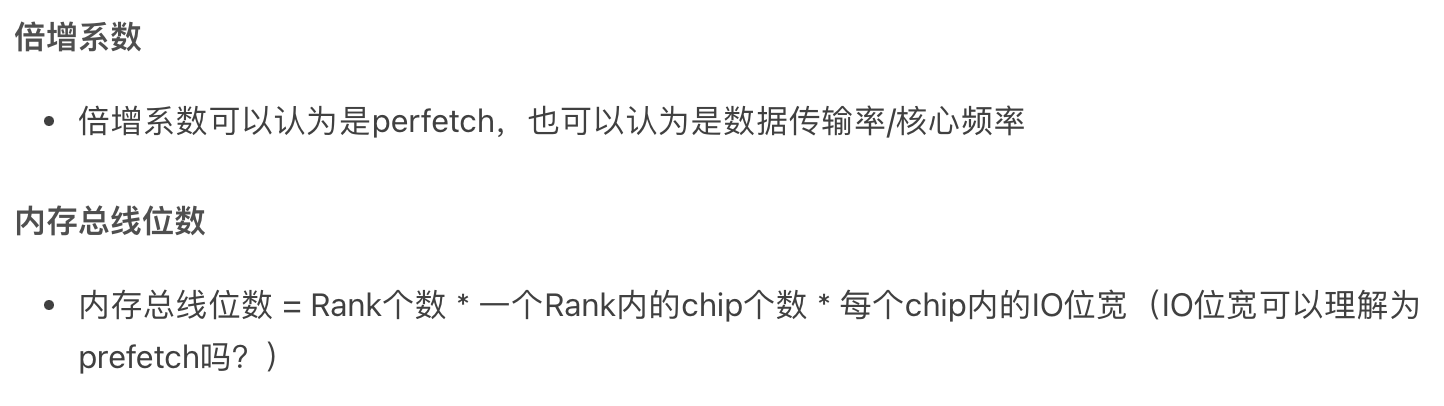 倍增系数
• 倍增系数可以认为是perfetch，也可以认为是数据传输率/核心频率
内存总线位数
• 内存总线位数 = Rank个数 * 一个Rank内的chip个数 * 每个chip内的IO位宽（IO位宽可以理解为
prefetch吗？）